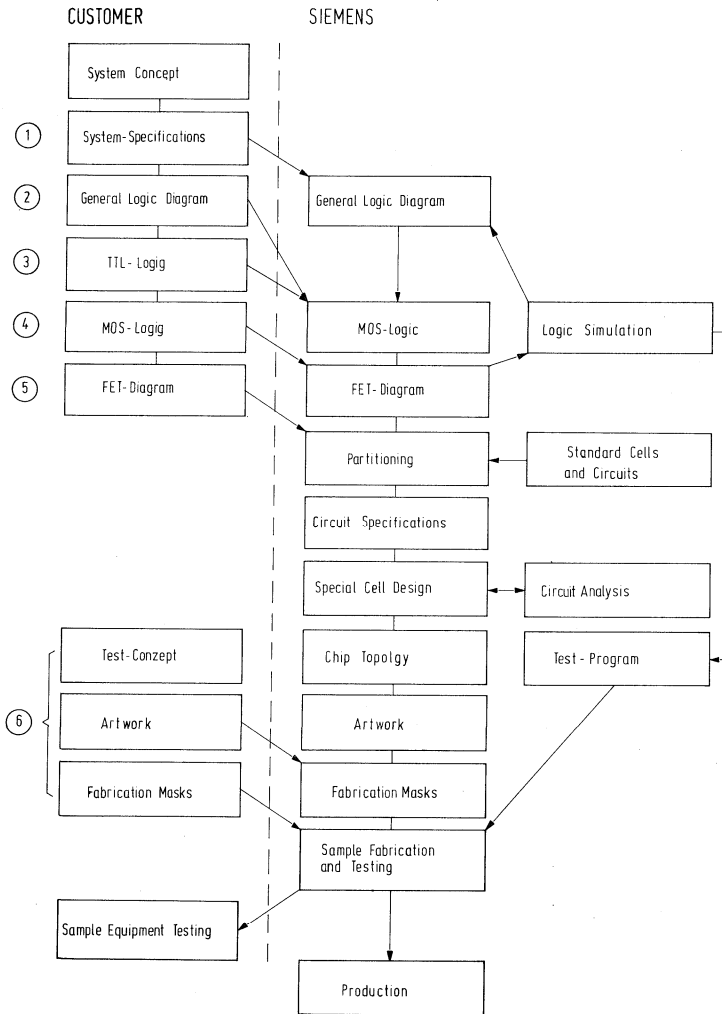 CUSTOMER
SIEMENS
System Concept
1
System-Specifications
2
General Logic Diagram
General Logic Diagram
3
TTL-Logig
4
MOS-Lagig
MOS-Logic
Logic Simulation
5
FET-Diagram
FET-Diagram
Partitioning
Standard Cells
and Circuits
Circuit Specifications
Special Cell Design
Circuit Analysis
Test-Conzept
Chip Topolgy
Test-Program
6
Artwork
Artwork
Fabrication Masks
Fabrication Masks
Sample Fabrication
and Testing
Sample Equipment Testing
Production